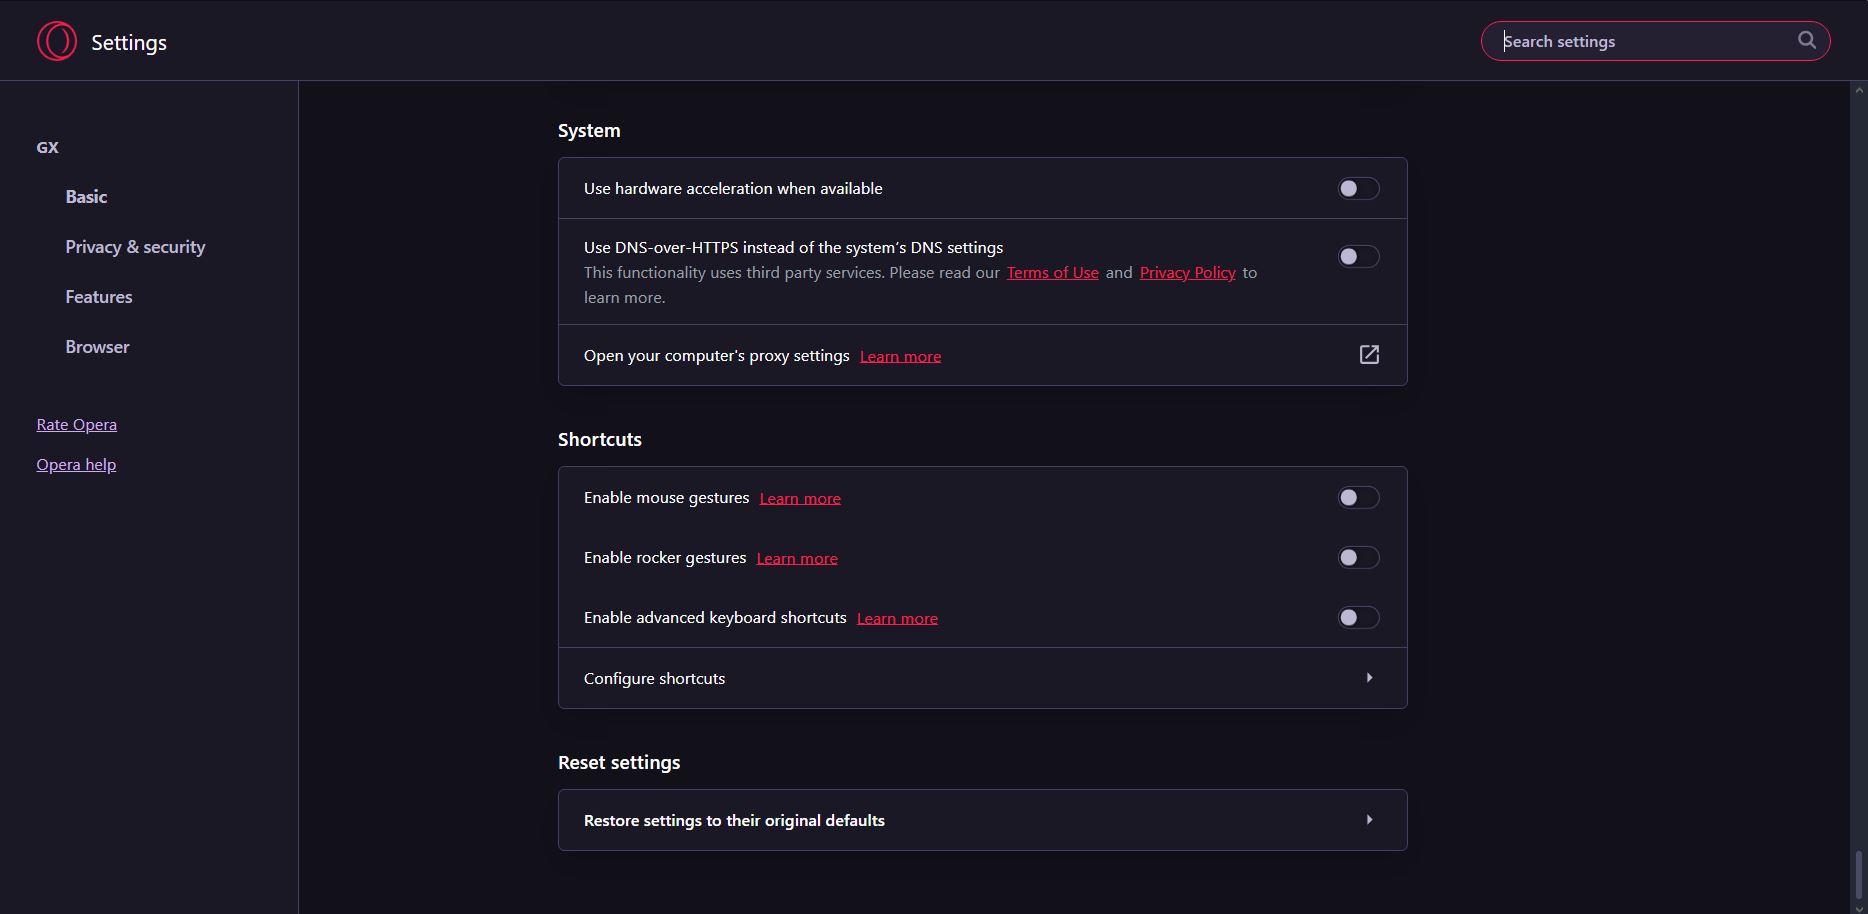 Settings
Search settings
GX
Basic
Privacy & security
Features
Browser
Rate Opera
Opera help
System
Use hardware acceleration when available
Use DNS-over-HTTPS instead of the system's DNS settings
This functionality uses third party services. Please read our Terms of Use and Privacy Policy to
learn more.
Open your computer's proxy settings Learn more
Shortcuts
Enable mouse gestures Learn more
Enable rocker gestures Learn more
Enable advanced keyboard shortcuts Learn more
Configure shortcuts
Reset settings
Restore settings to their original defaults